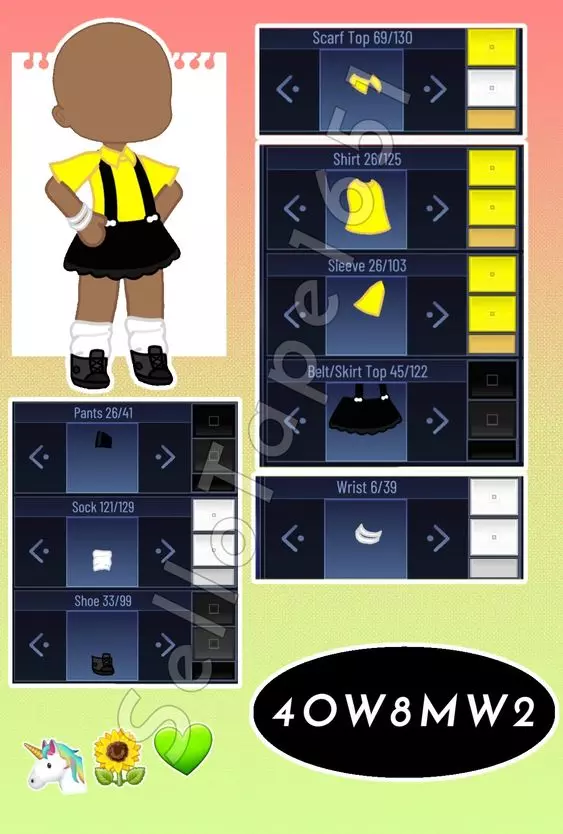 Scarf Top 69/130
Shirt 26/125
Sleeve 26/103
Belt/Skirt Top 45/122
Pants 26/41
Sock 121/129
Shoe 33/99
Wrist 6/39
4OW8MW2
SelloTape1651